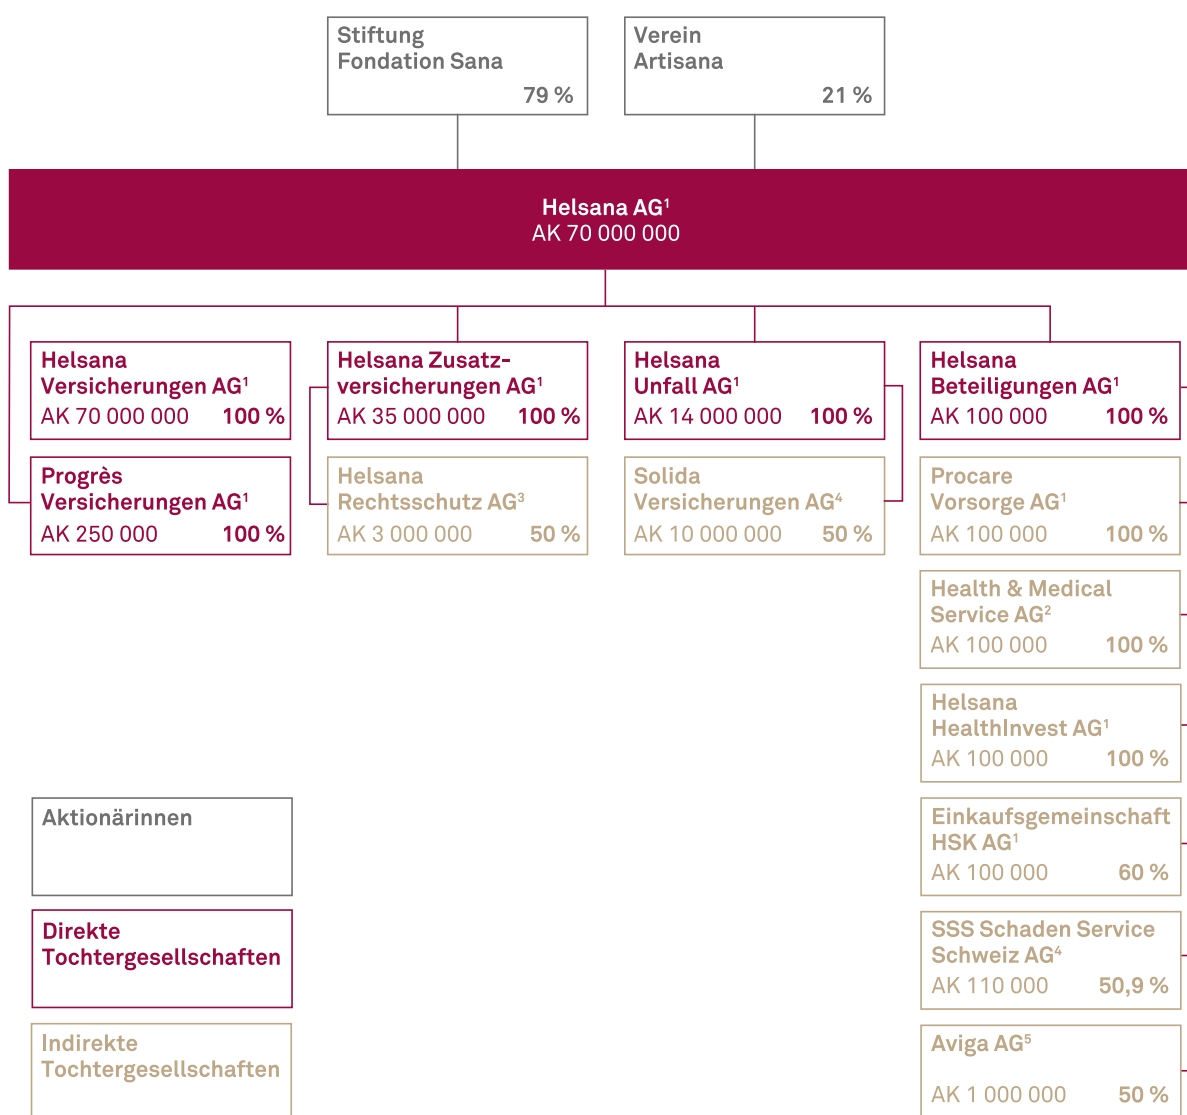 Stiftung
Fondation Sana
79 %
Verein
Artisana
21 %
Helsana AG¹
AK 70 000 000
Helsana
Versicherungen AG¹
AK 70 000 000 100 %
Helsana Zusatz-
versicherungen AG¹
AK 35 000 000 100 %
Helsana
Unfall AG¹
AK 14 000 000 100 %
Helsana
Beteiligungen AG¹
AK 100 000 100 %
Progrès
Versicherungen AG¹
AK 250 000 100 %
Helsana
Rechtsschutz AG³
AK 3 000 000 50 %
Solida
Versicherungen AG⁴
AK 10 000 000 50 %
Procare
Vorsorge AG¹
AK 100 000 100 %
Health & Medical
Service AG²
AK 100 000 100 %
Helsana
HealthInvest AG¹
AK 100 000 100 %
Einkaufsgemeinschaft
HSK AG¹
AK 100 000 60 %
SSS Schaden Service
Schweiz AG⁴
AK 110 000 50,9 %
Aviga AG⁵
AK 1 000 000 50 %
Aktionärinnen
Direkte
Tochtergesellschaften
Indirekte
Tochtergesellschaften